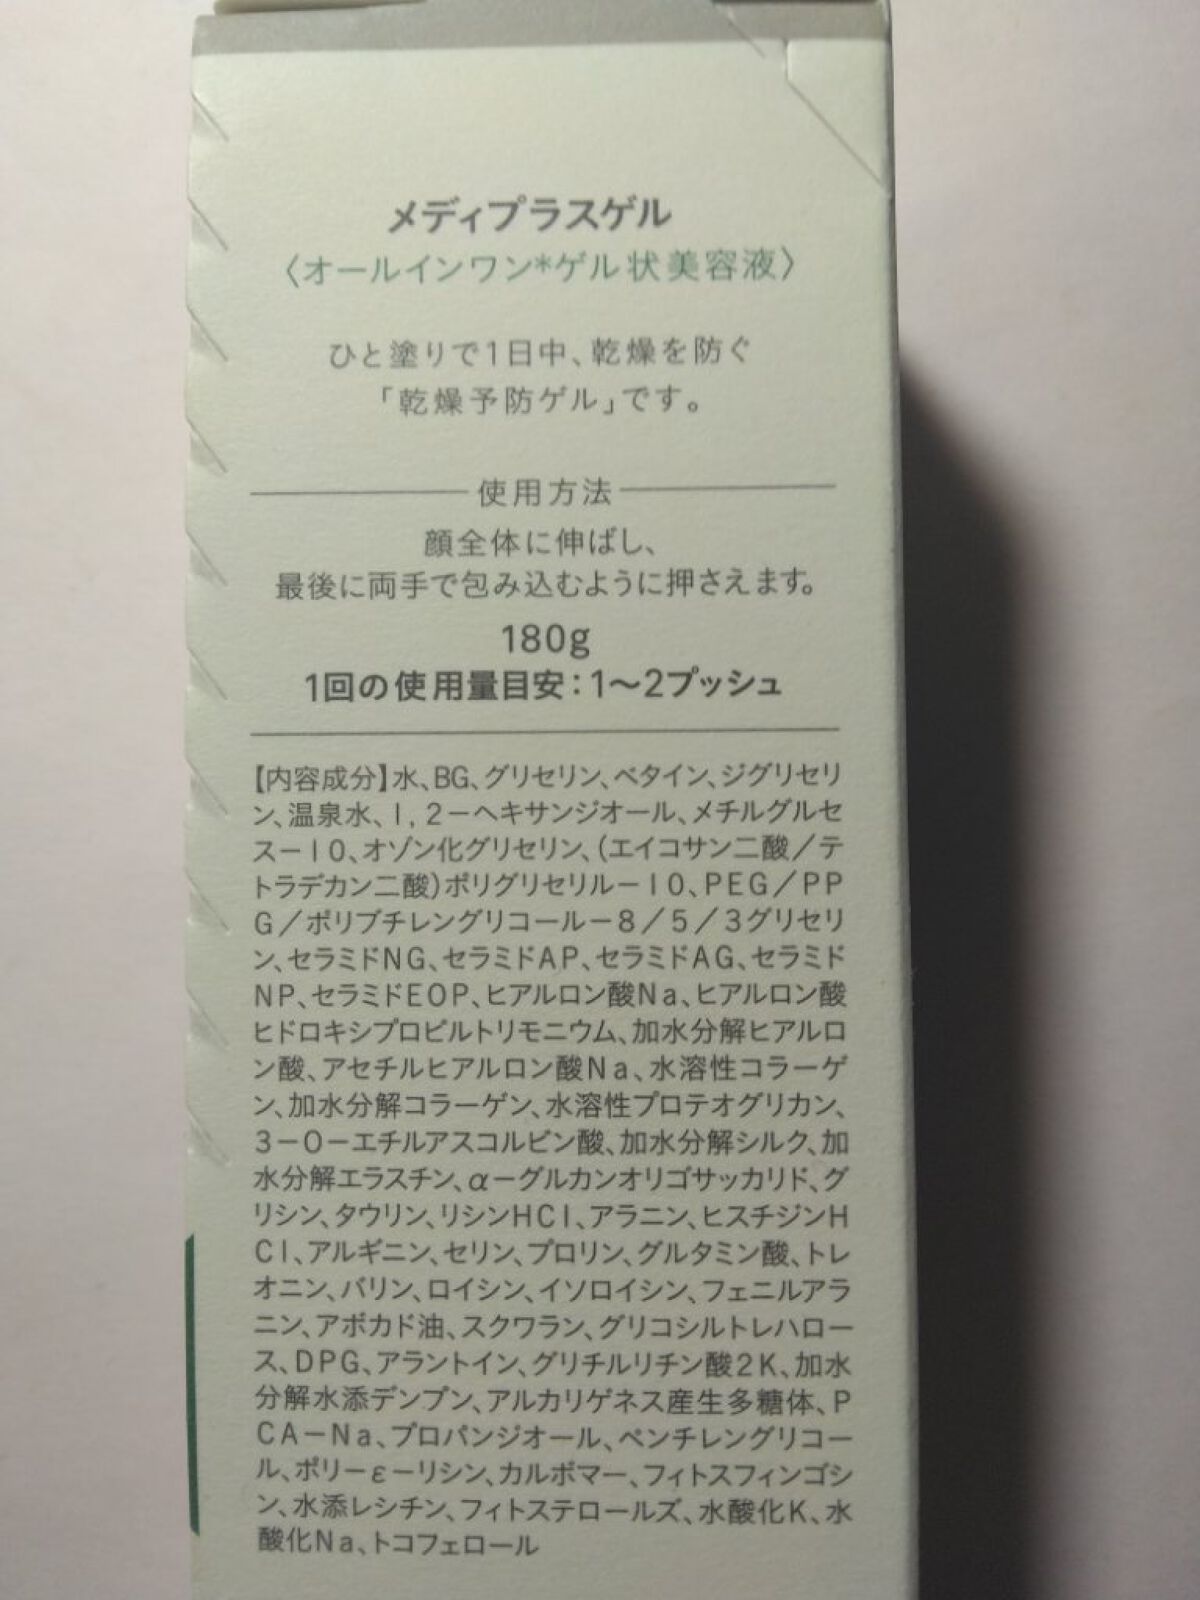 メディプラスゲル
〈オールインワン*ゲル状美容液〉
ひと塗りで1日中、乾燥を防ぐ
「乾燥予防ゲル」です。
使用方法
顔全体に伸ばし、
最後に両手で包み込むように押さえます。
180g
1回の使用量目安：1～2プッシュ
【内容成分】水、BG、グリセリン、ベタイン、ジグリセリ
ン、温泉水、1，2－ヘキサンジオール、メチルグルセ
ス－10、オゾン化グリセリン、（エイコサン二酸／テ
トラデカン二酸）ポリグリセリル－10、PEG／PP
G／ポリブチレングリコール－8／5／3グリセリ
ン、セラミドNG、セラミドAP、セラミドAG、セラミド
NP、セラミドEOP、ヒアルロン酸Na、ヒアルロン酸
ヒドロキシプロピルトリモニウム、加水分解ヒアルロ
ン酸、アセチルヒアルロン酸Na、水溶性コラーゲ
ン、加水分解コラーゲン、水溶性プロテオグリカン、
3－O－エチルアスコルビン酸、加水分解シルク、加
水分解エラスチン、α－グルカンオリゴサッカリド、グ
リシン、タウリン、リシンHCl、アラニン、ヒスチジンH
Cl、アルギニン、セリン、プロリン、グルタミン酸、トレ
オニン、バリン、ロイシン、イソロイシン、フェニルアラ
ニン、アボカド油、スクワラン、グリコシルトレハロー
ス、DPG、アラントイン、グリチルリチン酸2K、加水
分解水添デンプン、アルカリゲネス産生多糖体、P
CA－Na、プロパンジオール、ペンチレングリコー
ル、ポリ－ε－リシン、カルボマー、フィトスフィンゴシ
ン、水添レシチン、フィトステロールズ、水酸化K、水
酸化Na、トコフェロール